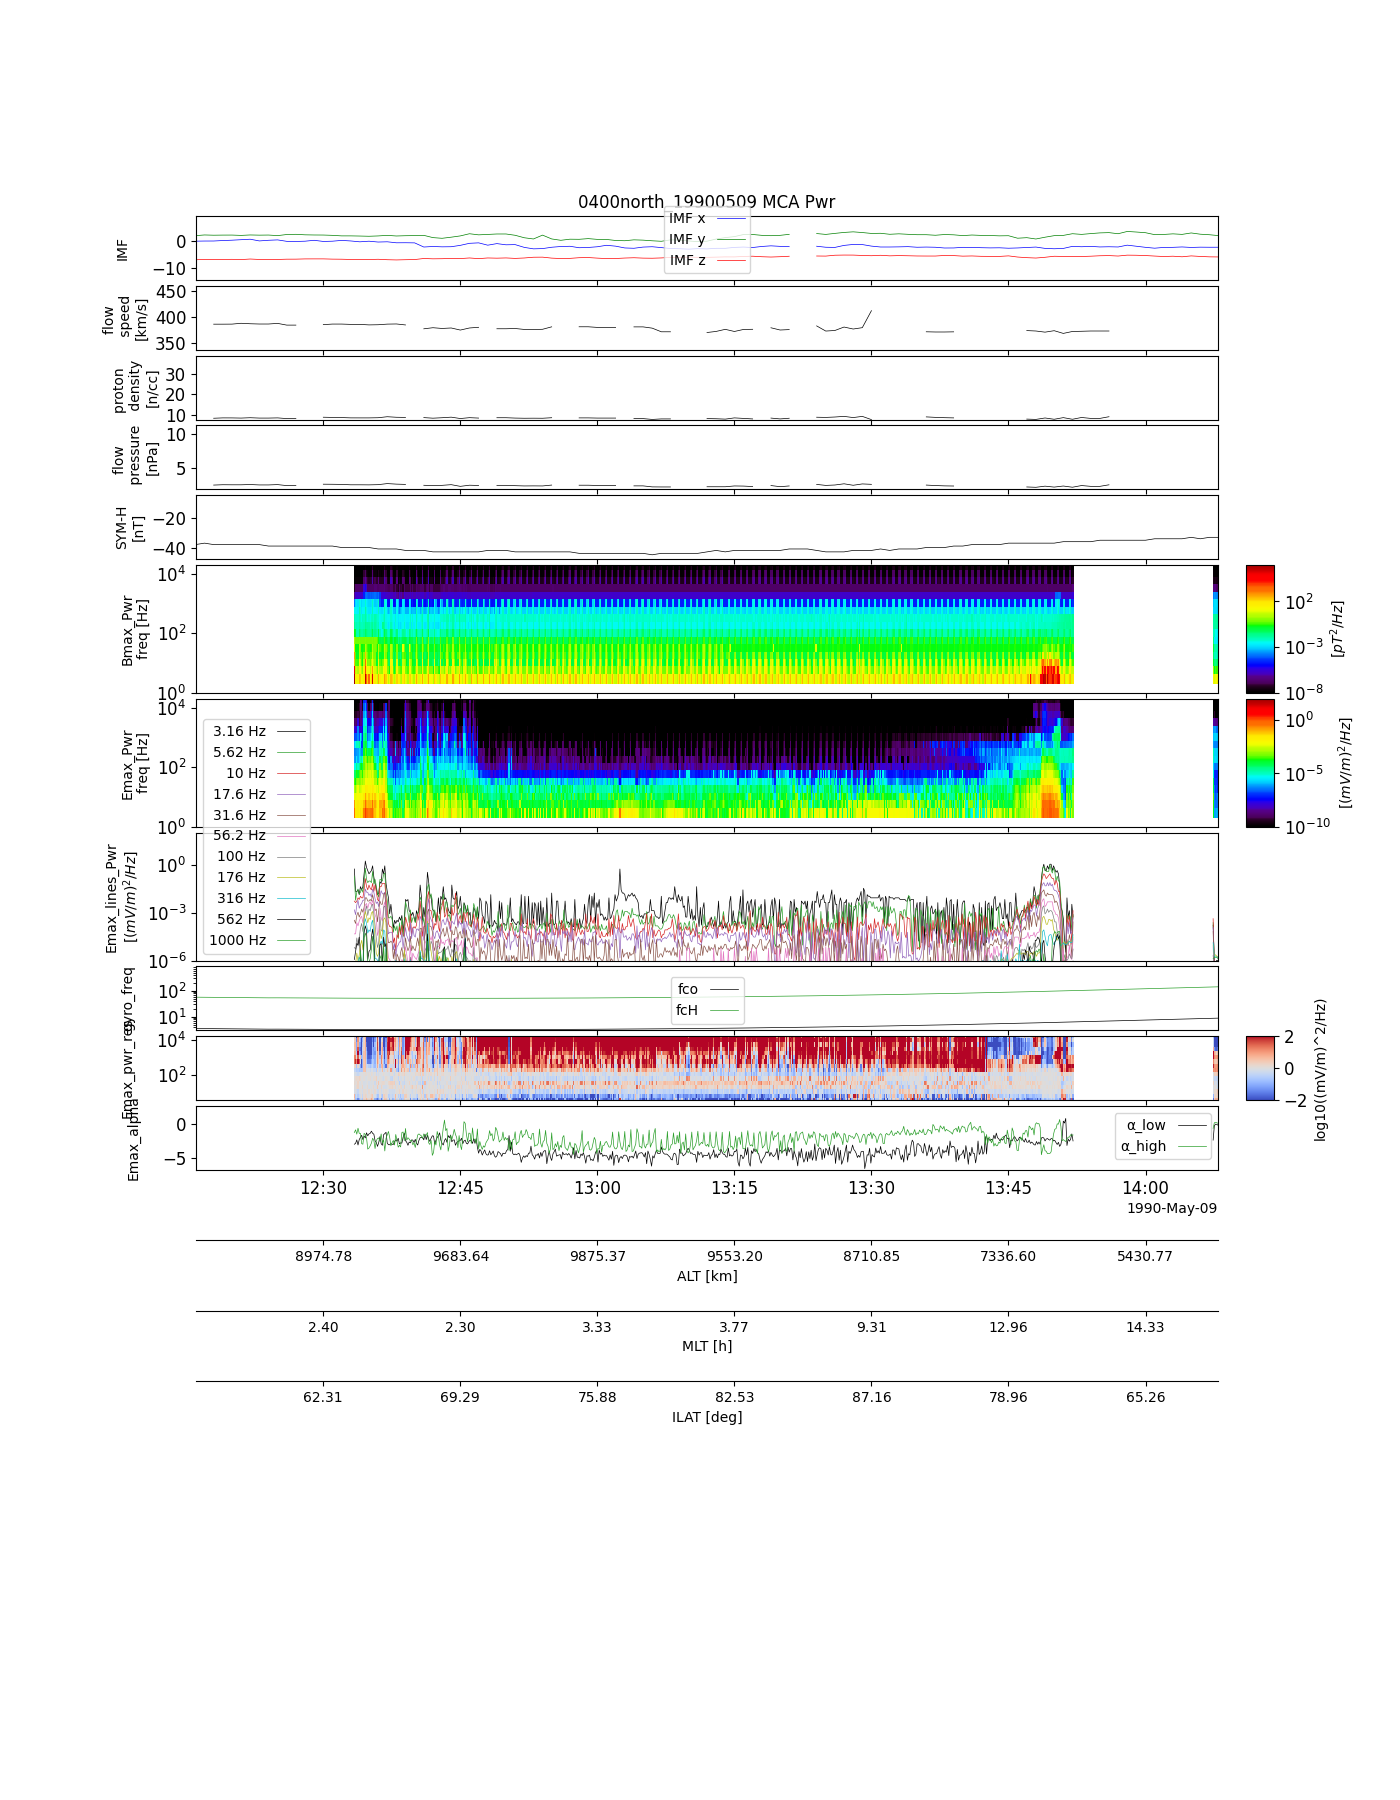 0400north_19900509 MCA Pwr
IMF
0
−10
IMF x
IMF y
IMF z
flow
speed
[km/s]
450
400
350
proton
density
[n/cc]
30
20
10
flow
pressure
[nPa]
10
5
SYM-H
[nT]
−20
−40
Bmax_Pwr
freq [Hz]
10^4
10^2
10^0
10^2
10^−3
10^−8
[pT^2/Hz]
Emax_Pwr
freq [Hz]
10^4
10^2
10^0
10^0
10^−5
10^−10
[(mV/m)^2/Hz]
3.16 Hz
5.62 Hz
10 Hz
17.6 Hz
31.6 Hz
56.2 Hz
100 Hz
176 Hz
316 Hz
562 Hz
1000 Hz
Emax_lines_Pwr
[(mV/m)^2/Hz]
10^0
10^−3
10^−6
gyro_freq
10^2
10^1
fco
fcH
Emax_pwr_res
10^4
10^2
2
0
−2
log10((mV/m)^2/Hz)
Emax_alpha
0
−5
α_low
α_high
12:30 12:45 13:00 13:15 13:30 13:45 14:00
1990-May-09
8974.78 9683.64 9875.37 9553.20 8710.85 7336.60 5430.77
ALT [km]
2.40 2.30 3.33 3.77 9.31 12.96 14.33
MLT [h]
62.31 69.29 75.88 82.53 87.16 78.96 65.26
ILAT [deg]